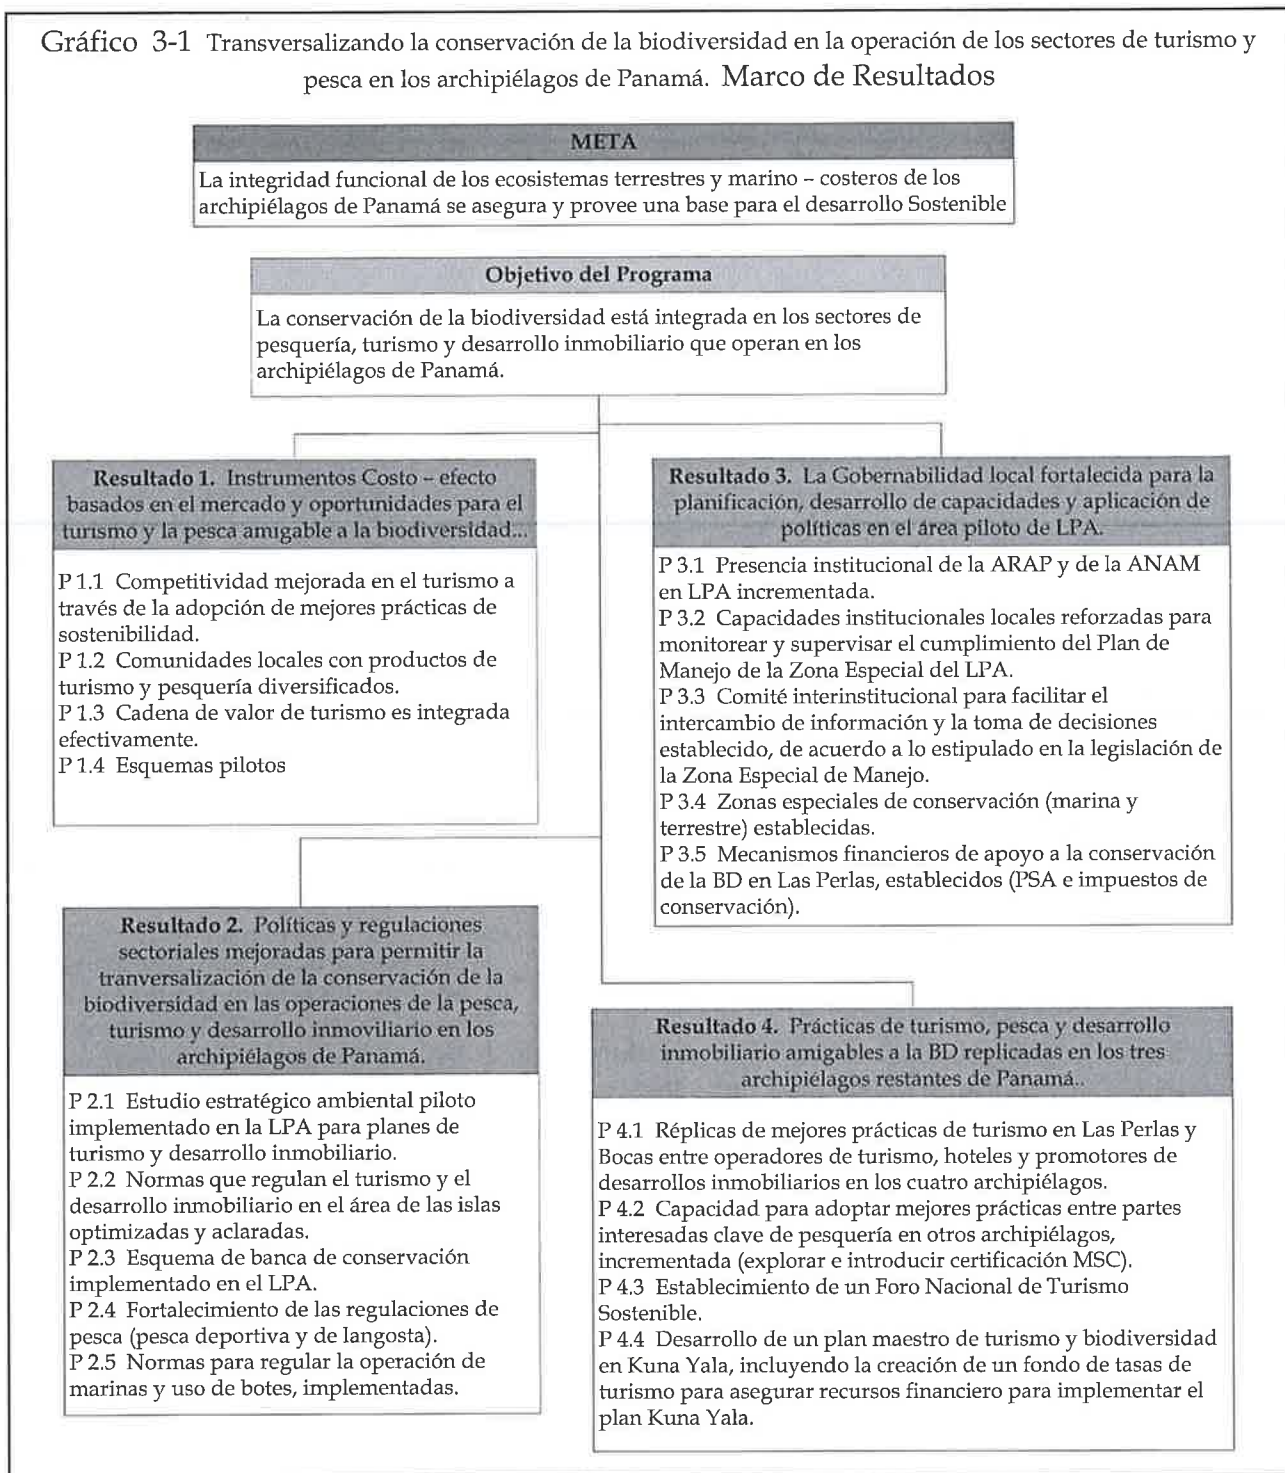 Gráfico 3-1 Transversalizando la conservación de la biodiversidad en la operación de los sectores de turismo y
pesca en los archipiélagos de Panamá. Marco de Resultados
META
La integridad funcional de los ecosistemas terrestres y marino – costeros de los
archipiélagos de Panamá se asegura y provee una base para el desarrollo Sostenible
Objetivo del Programa
La conservación de la biodiversidad está integrada en los sectores de
pesquería, turismo y desarrollo inmobiliario que operan en los
archipiélagos de Panamá.
Resultado 1. Instrumentos Costo – efecto
basados en el mercado y oportunidades para el
turismo y la pesca amigable a la biodiversidad...
P 1.1 Competitividad mejorada en el turismo a
través de la adopción de mejores prácticas de
sostenibilidad.
P 1.2 Comunidades locales con productos de
turismo y pesquería diversificados.
P 1.3 Cadena de valor de turismo es integrada
efectivamente.
P 1.4 Esquemas pilotos
Resultado 3. La Gobernabilidad local fortalecida para la
planificación, desarrollo de capacidades y aplicación de
políticas en el área piloto de LPA.
P 3.1 Presencia institucional de la ARAP y de la ANAM
en LPA incrementada.
P 3.2 Capacidades institucionales locales reforzadas para
monitorear y supervisar el cumplimiento del Plan de
Manejo de la Zona Especial del LPA.
P 3.3 Comité interinstitucional para facilitar el
intercambio de información y la toma de decisiones
establecido, de acuerdo a lo estipulado en la legislación de
la Zona Especial de Manejo.
P 3.4 Zonas especiales de conservación (marina y
terrestre) establecidas.
P 3.5 Mecanismos financieros de apoyo a la conservación
de la BD en Las Perlas, establecidos (PSA e impuestos de
conservación).
Resultado 2. Políticas y regulaciones
sectoriales mejoradas para permitir la
tranversalización de la conservación de la
biodiversidad en las operaciones de la pesca,
turismo y desarrollo inmoviliario en los
archipiélagos de Panamá.
P 2.1 Estudio estratégico ambiental piloto
implementado en la LPA para planes de
turismo y desarrollo inmobiliario.
P 2.2 Normas que regulan el turismo y el
desarrollo inmobiliario en el área de las islas
optimizadas y aclaradas.
P 2.3 Esquema de banca de conservación
implementado en el LPA.
P 2.4 Fortalecimiento de las regulaciones de
pesca (pesca deportiva y de langosta).
P 2.5 Normas para regular la operación de
marinas y uso de botes, implementadas.
Resultado 4. Prácticas de turismo, pesca y desarrollo
inmobiliario amigables a la BD replicadas en los tres
archipiélagos restantes de Panamá..
P 4.1 Réplicas de mejores prácticas de turismo en Las Perlas y
Bocas entre operadores de turismo, hoteles y promotores de
desarrollos inmobiliarios en los cuatro archipiélagos.
P 4.2 Capacidad para adoptar mejores prácticas entre partes
interesadas clave de pesquería en otros archipiélagos,
incrementada (explorar e introducir certificación MSC).
P 4.3 Establecimiento de un Foro Nacional de Turismo
Sostenible.
P 4.4 Desarrollo de un plan maestro de turismo y biodiversidad
en Kuna Yala, incluyendo la creación de un fondo de tasas de
turismo para asegurar recursos financiero para implementar el
plan Kuna Yala.